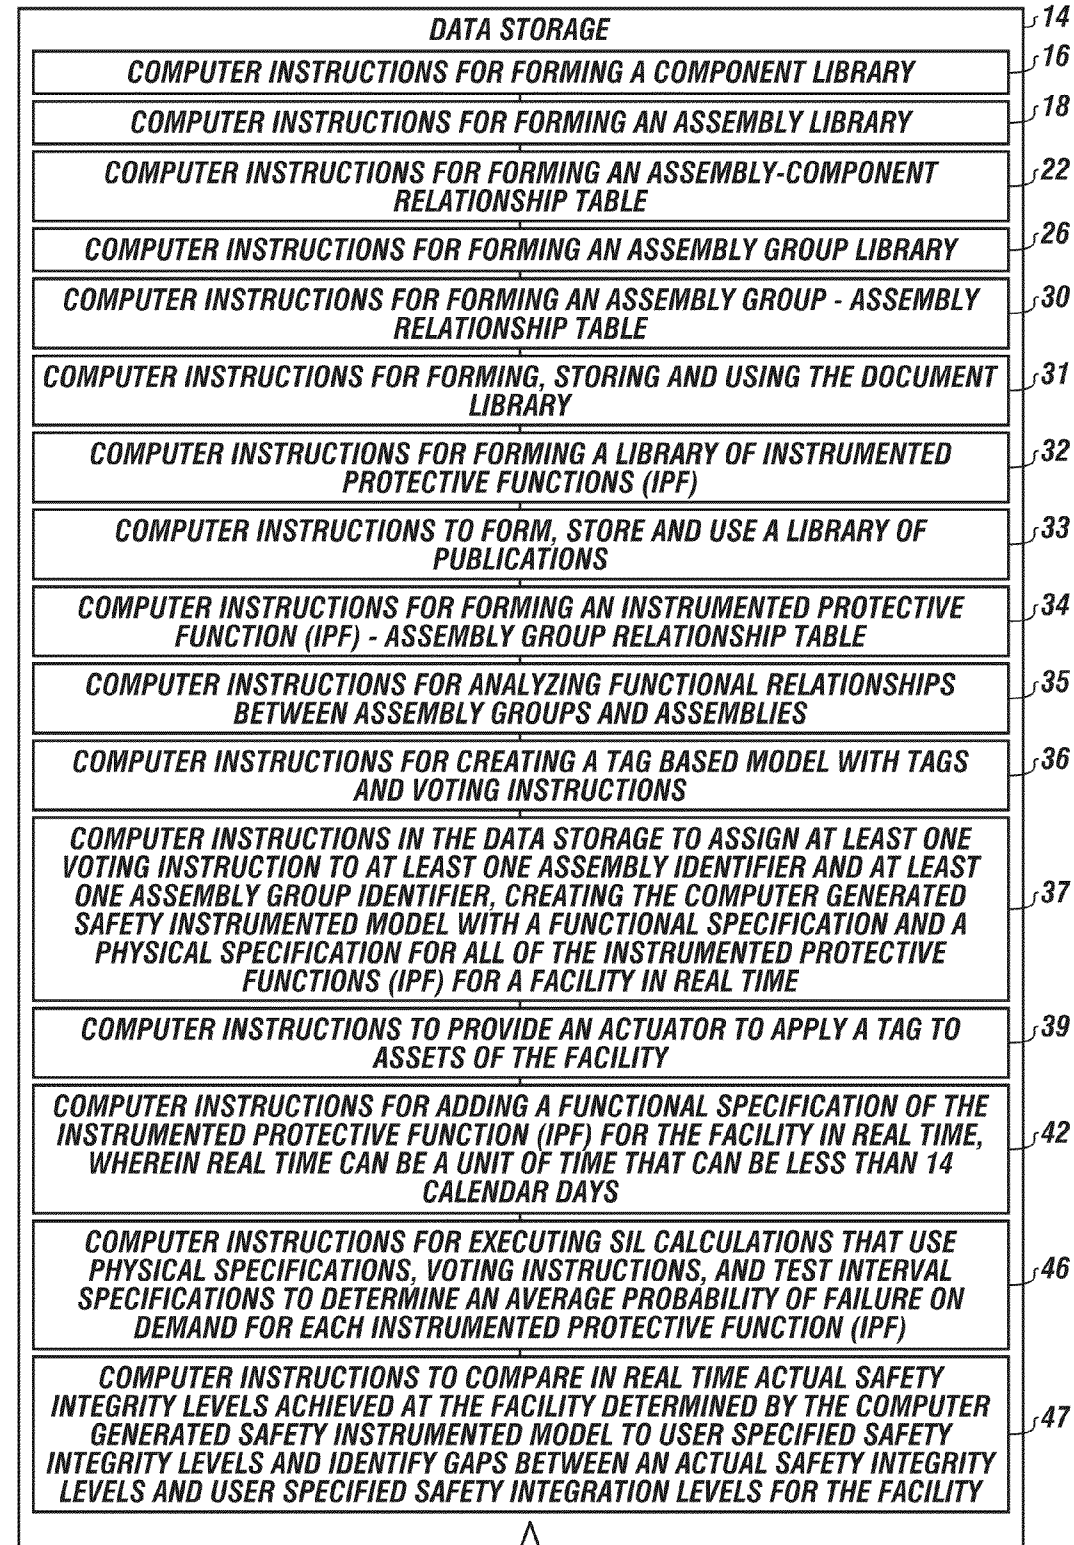 DATA STORAGE
14
COMPUTER INSTRUCTIONS FOR FORMING A COMPONENT LIBRARY
16
COMPUTER INSTRUCTIONS FOR FORMING AN ASSEMBLY LIBRARY
18
COMPUTER INSTRUCTIONS FOR FORMING AN ASSEMBLY-COMPONENT
RELATIONSHIP TABLE
22
COMPUTER INSTRUCTIONS FOR FORMING AN ASSEMBLY GROUP LIBRARY
26
COMPUTER INSTRUCTIONS FOR FORMING AN ASSEMBLY GROUP - ASSEMBLY
RELATIONSHIP TABLE
30
COMPUTER INSTRUCTIONS FOR FORMING, STORING AND USING THE DOCUMENT
LIBRARY
31
COMPUTER INSTRUCTIONS FOR FORMING A LIBRARY OF INSTRUMENTED
PROTECTIVE FUNCTIONS (IPF)
32
COMPUTER INSTRUCTIONS TO FORM, STORE AND USE A LIBRARY OF
PUBLICATIONS
33
COMPUTER INSTRUCTIONS FOR FORMING AN INSTRUMENTED PROTECTIVE
FUNCTION (IPF) - ASSEMBLY GROUP RELATIONSHIP TABLE
34
COMPUTER INSTRUCTIONS FOR ANALYZING FUNCTIONAL RELATIONSHIPS
BETWEEN ASSEMBLY GROUPS AND ASSEMBLIES
35
COMPUTER INSTRUCTIONS FOR CREATING A TAG BASED MODEL WITH TAGS
AND VOTING INSTRUCTIONS
36
COMPUTER INSTRUCTIONS IN THE DATA STORAGE TO ASSIGN AT LEAST ONE
VOTING INSTRUCTION TO AT LEAST ONE ASSEMBLY IDENTIFIER AND AT LEAST
ONE ASSEMBLY GROUP IDENTIFIER, CREATING THE COMPUTER GENERATED
SAFETY INSTRUMENTED MODEL WITH A FUNCTIONAL SPECIFICATION AND A
PHYSICAL SPECIFICATION FOR ALL OF THE INSTRUMENTED PROTECTIVE
FUNCTIONS (IPF) FOR A FACILITY IN REAL TIME
37
COMPUTER INSTRUCTIONS TO PROVIDE AN ACTUATOR TO APPLY A TAG TO
ASSETS OF THE FACILITY
39
COMPUTER INSTRUCTIONS FOR ADDING A FUNCTIONAL SPECIFICATION OF THE
INSTRUMENTED PROTECTIVE FUNCTION (IPF) FOR THE FACILITY IN REAL TIME,
WHEREIN REAL TIME CAN BE A UNIT OF TIME THAT CAN BE LESS THAN 14
CALENDAR DAYS
42
COMPUTER INSTRUCTIONS FOR EXECUTING SIL CALCULATIONS THAT USE
PHYSICAL SPECIFICATIONS, VOTING INSTRUCTIONS, AND TEST INTERVAL
SPECIFICATIONS TO DETERMINE AN AVERAGE PROBABILITY OF FAILURE ON
DEMAND FOR EACH INSTRUMENTED PROTECTIVE FUNCTION (IPF)
46
COMPUTER INSTRUCTIONS TO COMPARE IN REAL TIME ACTUAL SAFETY
INTEGRITY LEVELS ACHIEVED AT THE FACILITY DETERMINED BY THE COMPUTER
GENERATED SAFETY INSTRUMENTED MODEL TO USER SPECIFIED SAFETY
INTEGRITY LEVELS AND IDENTIFY GAPS BETWEEN AN ACTUAL SAFETY INTEGRITY
LEVELS AND USER SPECIFIED SAFETY INTEGRATION LEVELS FOR THE FACILITY
47